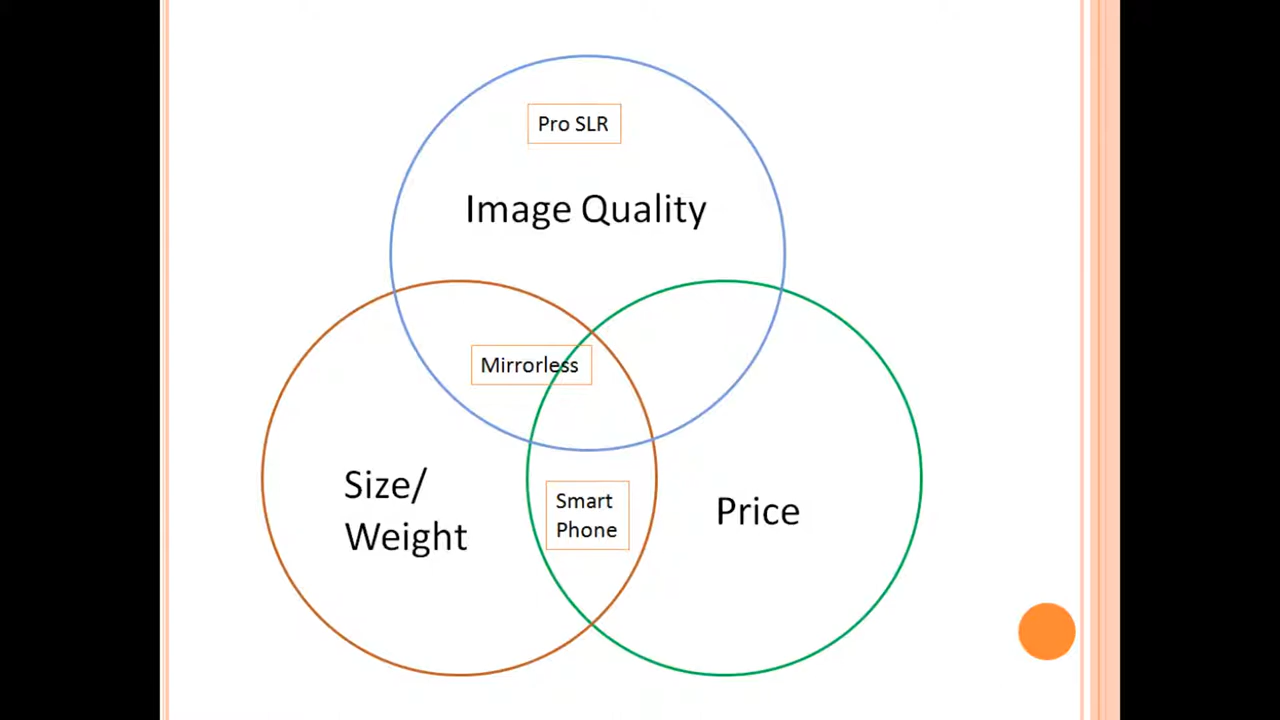 Pro SLR
Image Quality
Mirrorless
Size/
Weight
Smart
Phone
Price